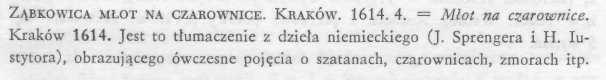 Ząbkowica młot na czarownice. Kraków. 1614. 4. = Młot na czarownice.
Kraków 1614. Jest to tłumaczenie z dzieła niemieckiego (J. Sprengera i H. Iu-
stytora), obrazującego ówczesne pojęcia o szatanach, czarownicach, zmorach itp.